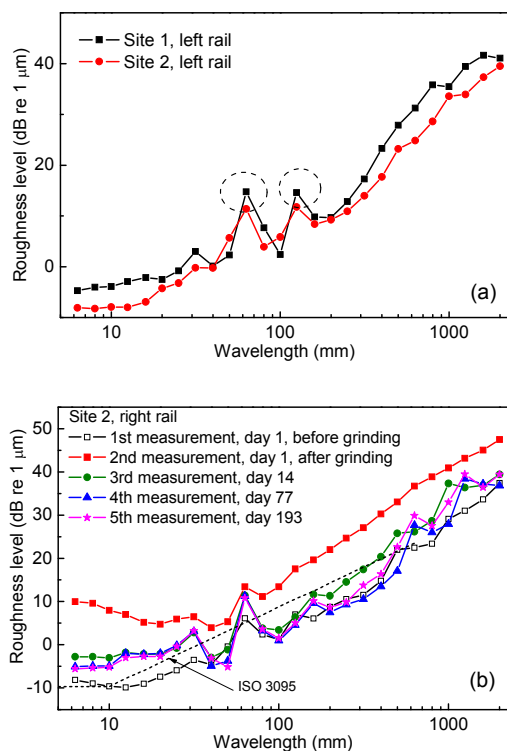 Site 1, left rail
Site 2, left rail
Roughness level (dB re 1 μm)
40
20
0
(a)
10
100
1000
Wavelength (mm)
Site 2, right rail
1st measurement, day 1, before grinding
2nd measurement, day 1, after grinding
3rd measurement, day 14
4th measurement, day 77
5th measurement, day 193
Roughness level (dB re 1 μm)
50
40
30
20
10
0
-10
ISO 3095
(b)
10
100
1000
Wavelength (mm)